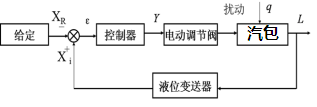 扰动 q
X_R ε Y L
给定 控制器 电动调节阀 汽包
+
X_i
液位变送器